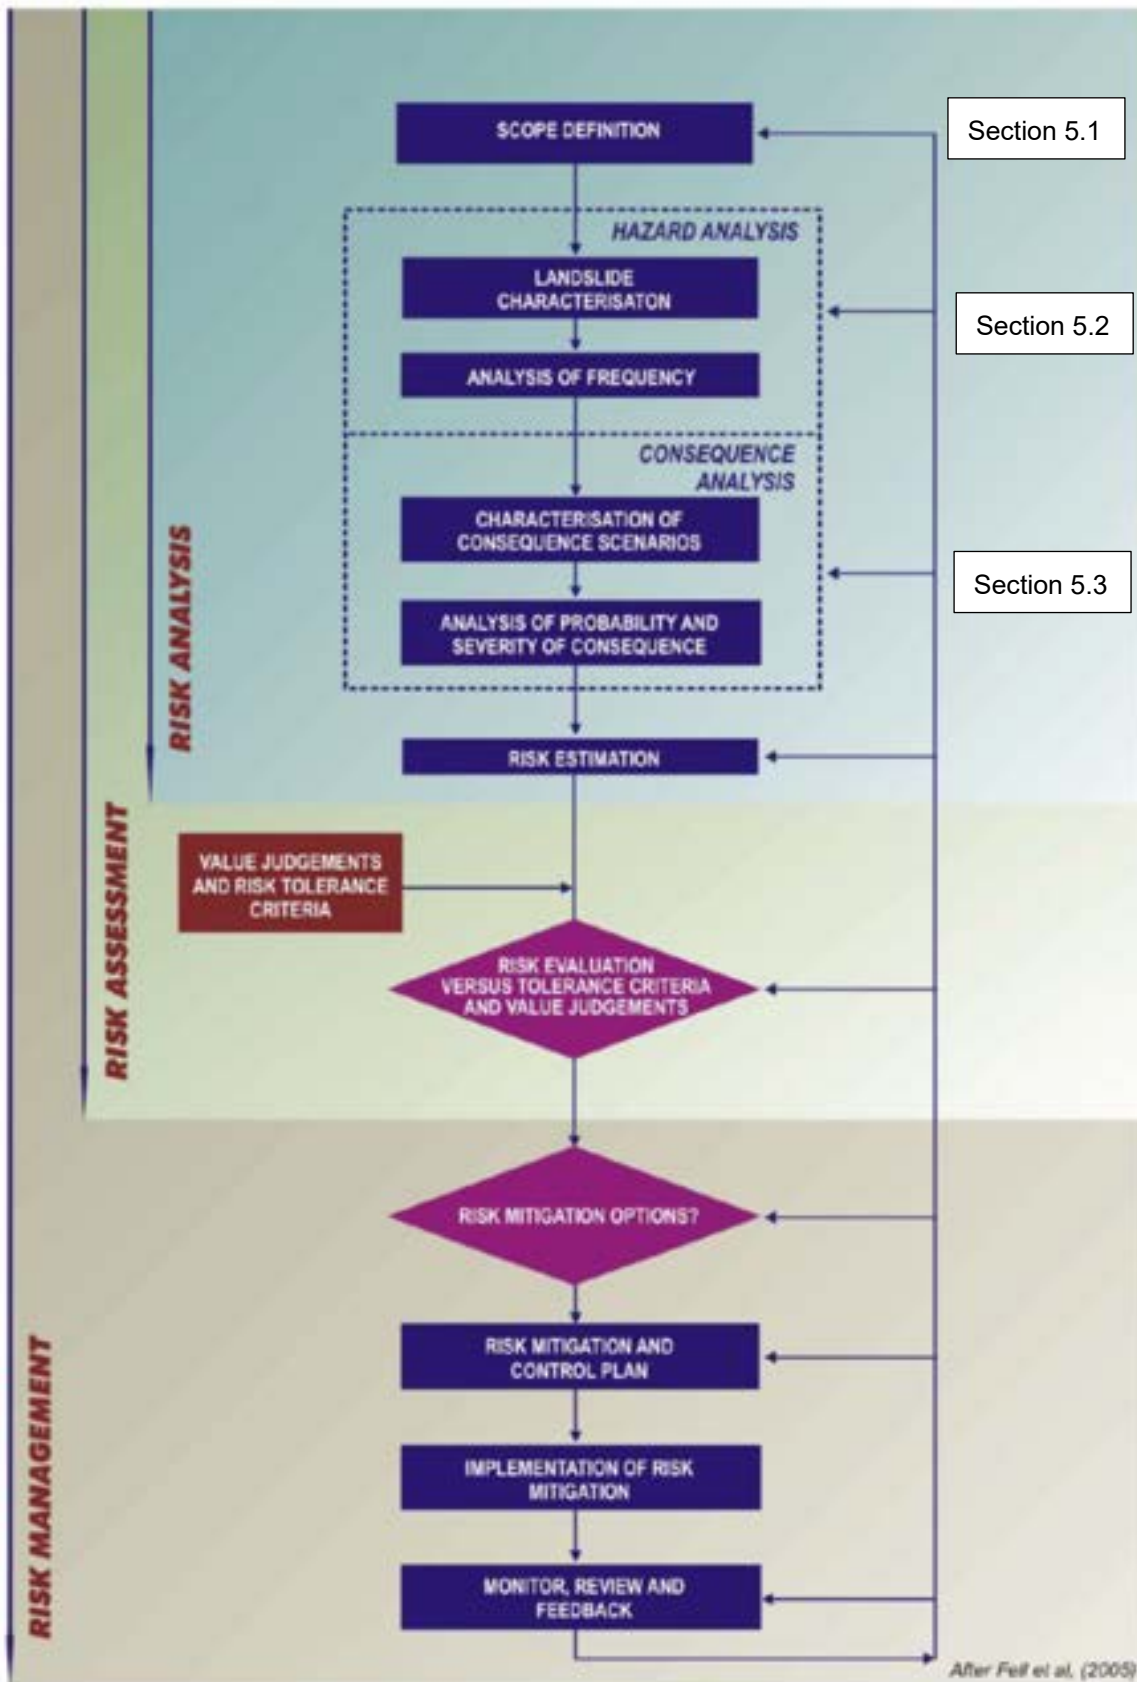 SCOPE DEFINITION
Section 5.1
HAZARD ANALYSIS
LANDSLIDE
CHARACTERISATON
Section 5.2
ANALYSIS OF FREQUENCY
CONSEQUENCE
ANALYSIS
CHARACTERISATION OF
CONSEQUENCE SCENARIOS
Section 5.3
ANALYSIS OF PROBABILITY AND
SEVERITY OF CONSEQUENCE
RISK ANALYSIS
RISK ESTIMATION
VALUE JUDGEMENTS
AND RISK TOLERANCE
CRITERIA
RISK ASSESSMENT
RISK EVALUATION
VERSUS TOLERANCE CRITERIA
AND VALUE JUDGEMENTS
RISK MITIGATION OPTIONS?
RISK MITIGATION AND
CONTROL PLAN
RISK MANAGEMENT
IMPLEMENTATION OF RISK
MITIGATION
MONITOR, REVIEW AND
FEEDBACK
After Fell et al, (2005)